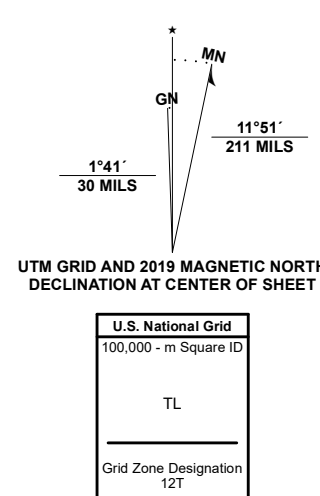 ★
MN
GN
11°51´
211 MILS
1°41´
30 MILS
UTM GRID AND 2019 MAGNETIC NORTH
DECLINATION AT CENTER OF SHEET
U.S. National Grid
100,000 - m Square ID
TL
Grid Zone Designation
12T